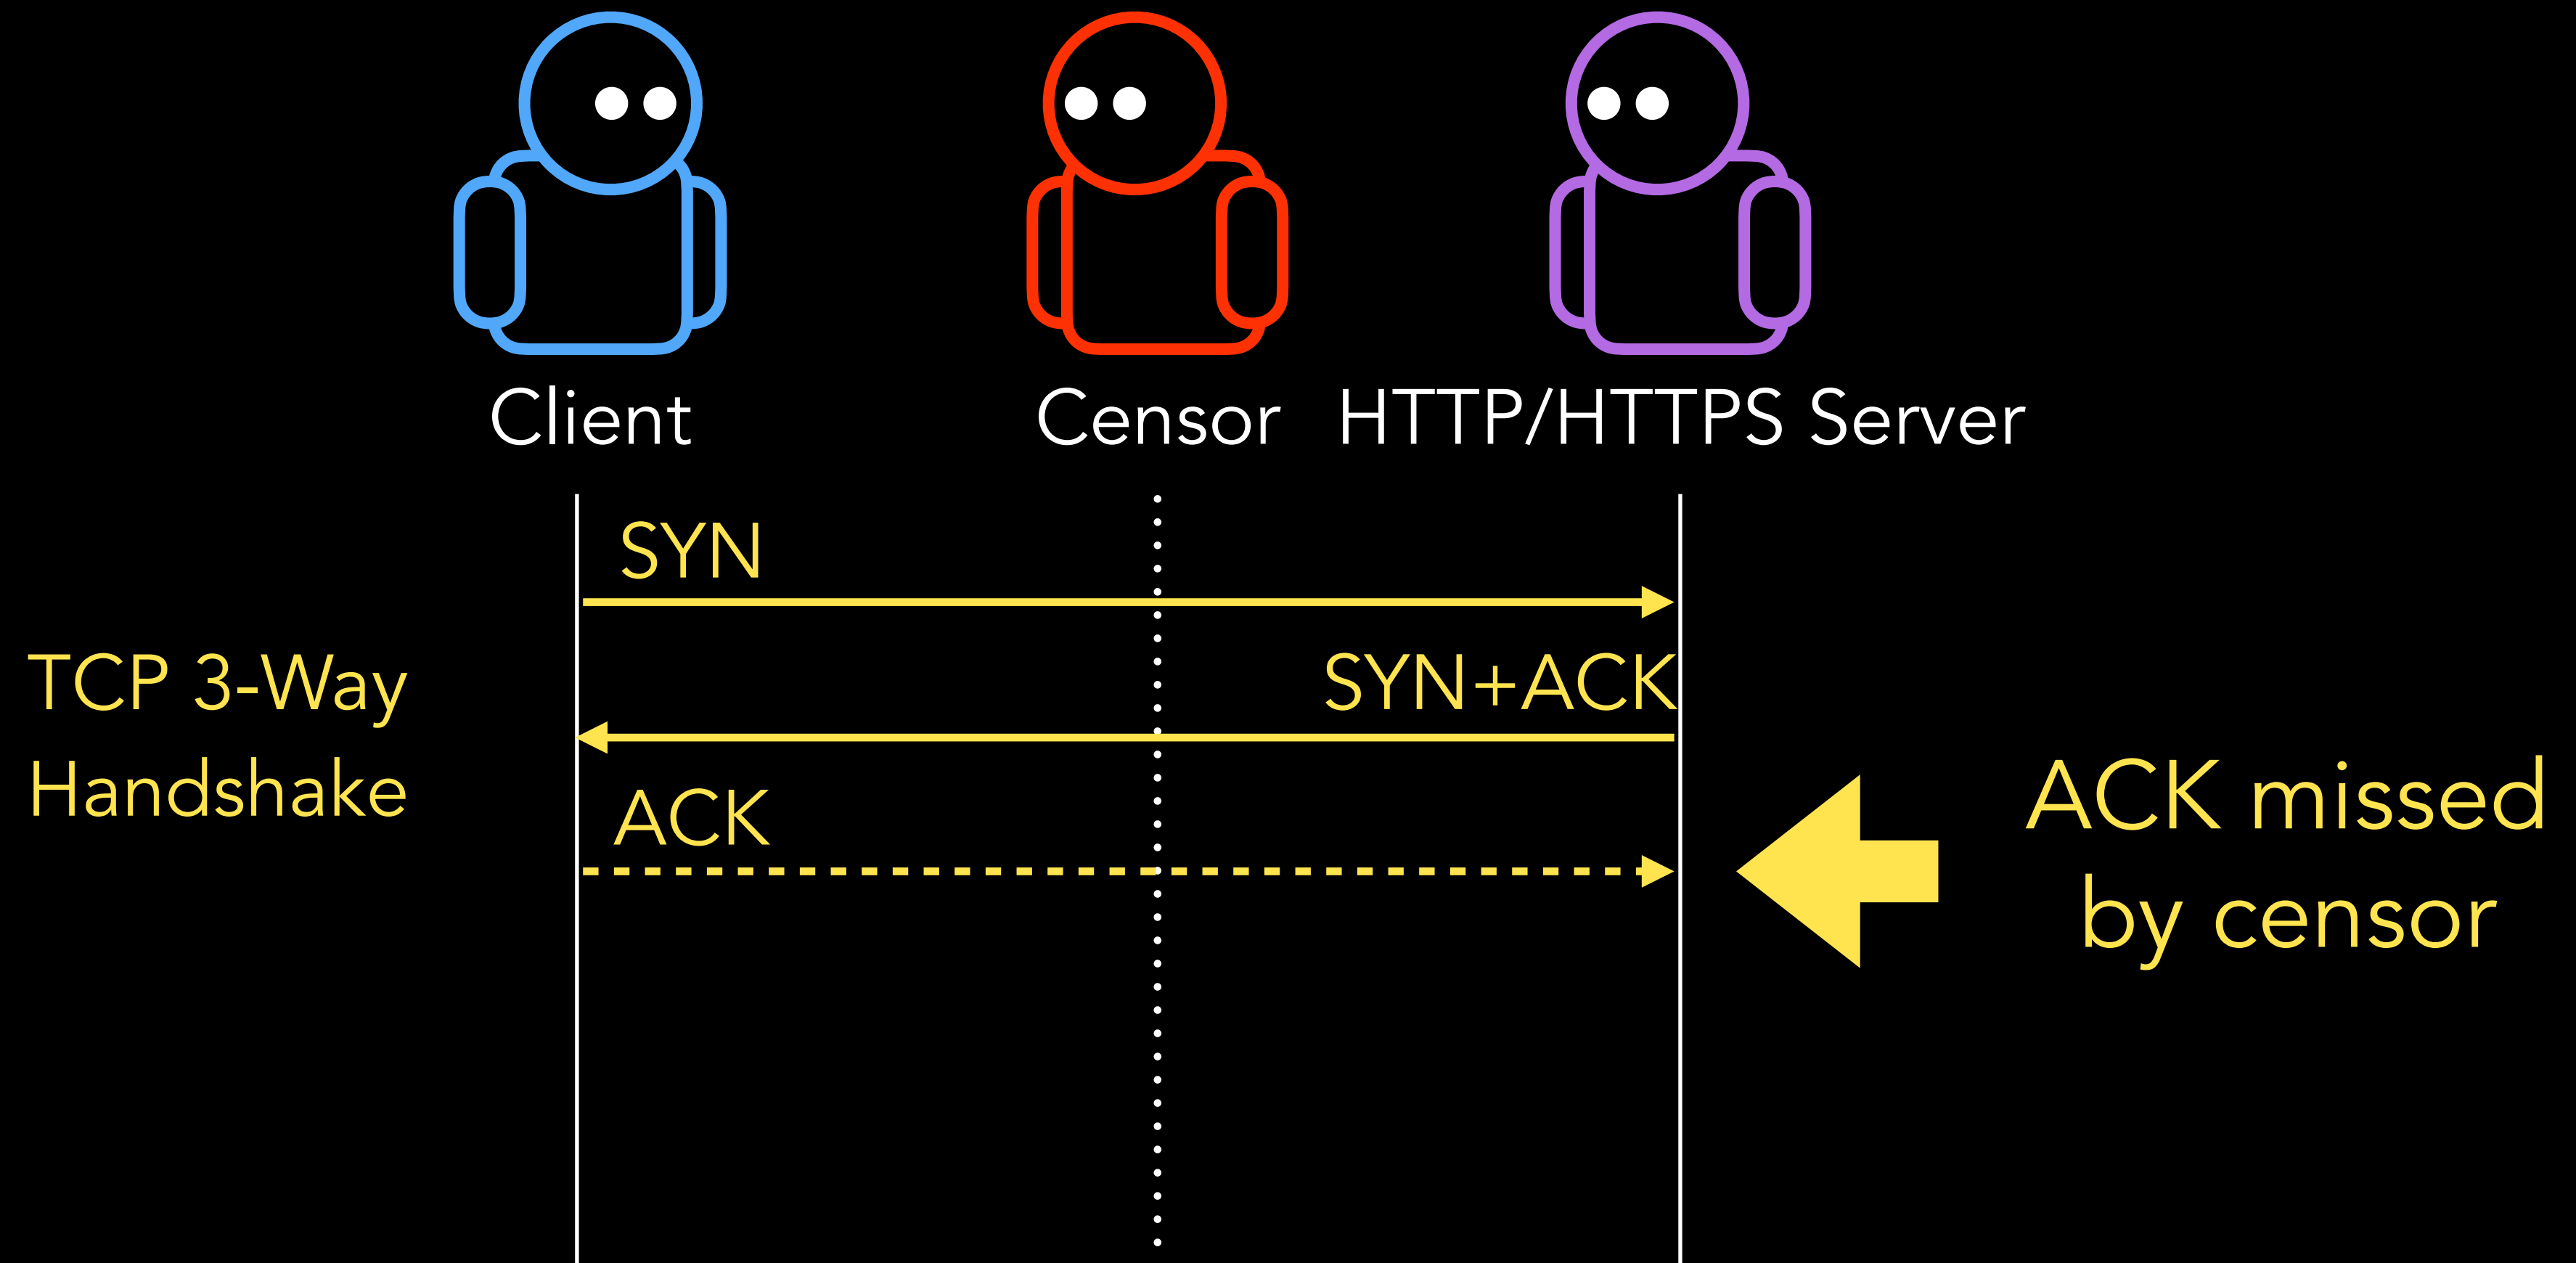 Client
Censor
HTTP/HTTPS Server
SYN
TCP 3-Way
Handshake
SYN+ACK
ACK
ACK missed
by censor